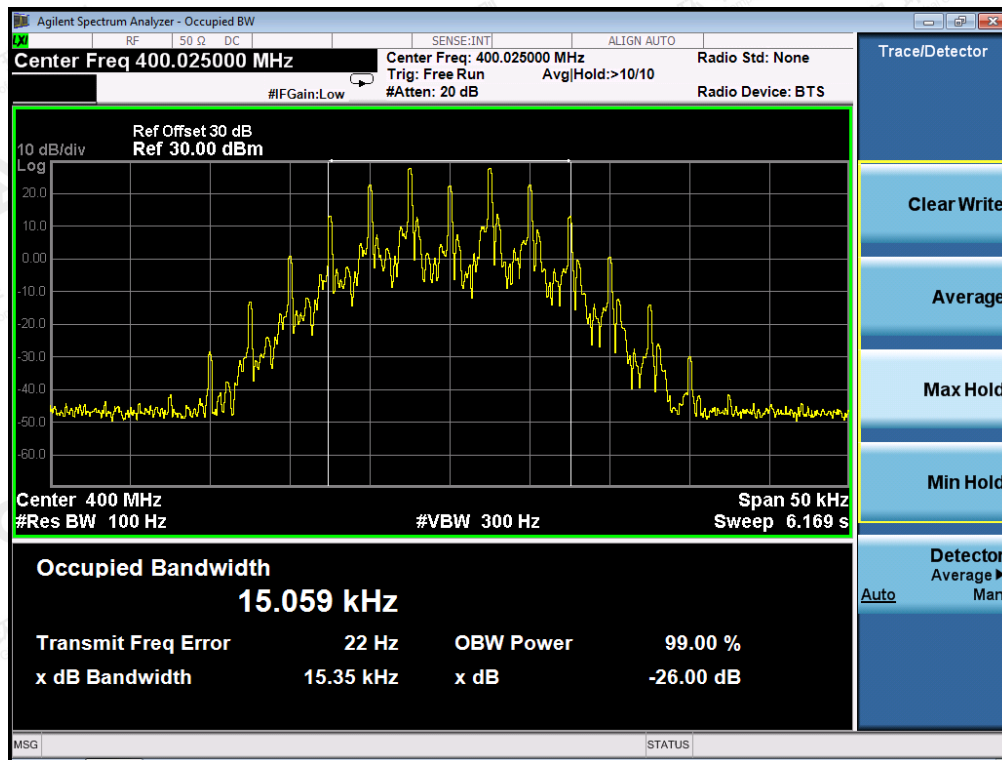 Agilent Spectrum Analyzer - Occupied BW
LXI
RF
50 Ω
DC
SENSE:INT
ALIGN AUTO
Center Freq 400.025000 MHz
#IFGain:Low
Center Freq: 400.025000 MHz
Trig: Free Run
Avg|Hold:>10/10
#Atten: 20 dB
Radio Std: None
Radio Device: BTS
Ref Offset 30 dB
10 dB/div
Ref 30.00 dBm
Log
20.0
10.0
0.00
-10.0
-20.0
-30.0
-40.0
-50.0
-60.0
Center 400 MHz
Span 50 kHz
#Res BW 100 Hz
#VBW 300 Hz
Sweep 6.169 s
Occupied Bandwidth
15.059 kHz
Transmit Freq Error
22 Hz
OBW Power
99.00 %
x dB Bandwidth
15.35 kHz
x dB
-26.00 dB
MSG
STATUS
Trace/Detector
Clear Write
Average
Max Hold
Min Hold
Detector
Average
Auto
Man